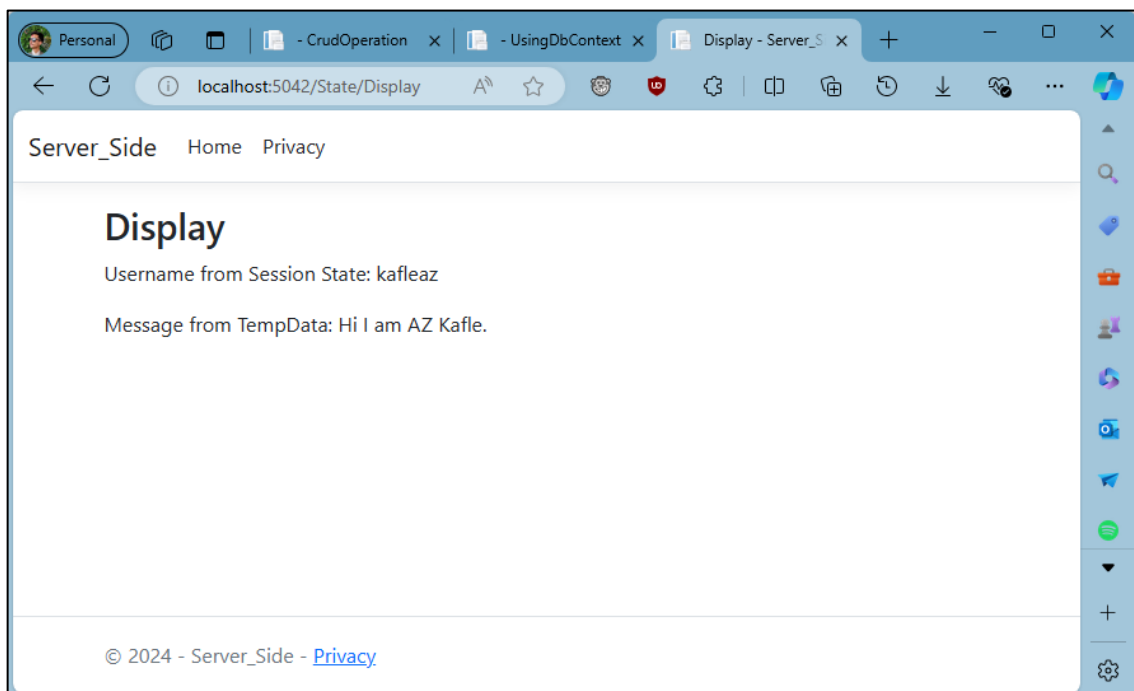 Personal
- CrudOperation
- UsingDbContext
Display - Server_S
localhost:5042/State/Display
Server_Side Home Privacy
Display
Username from Session State: kafleaz
Message from TempData: Hi I am AZ Kafle.
© 2024 - Server_Side - Privacy